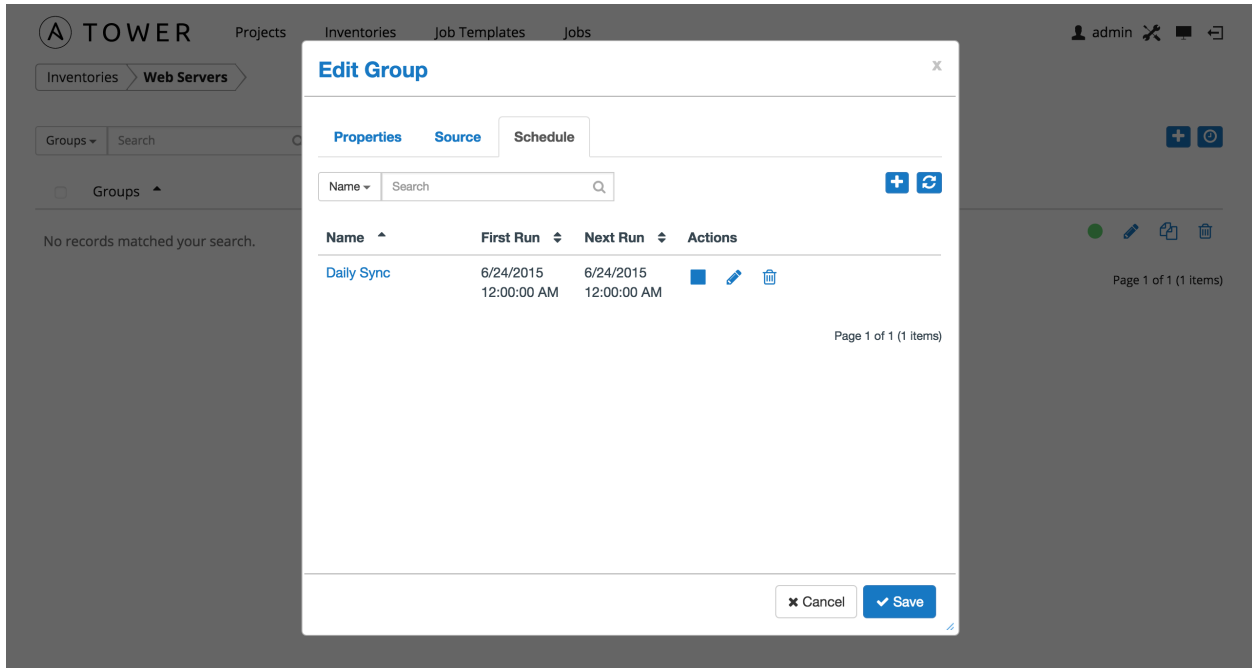 A TOWER Projects Inventories Job Templates Jobs admin
Inventories Web Servers
Groups Search
Groups
No records matched your search.
Page 1 of 1 (1 items)
Edit Group x
Properties Source Schedule
Name Search
Name First Run Next Run Actions
Daily Sync 6/24/2015 6/24/2015
12:00:00 AM 12:00:00 AM
Page 1 of 1 (1 items)
Cancel Save